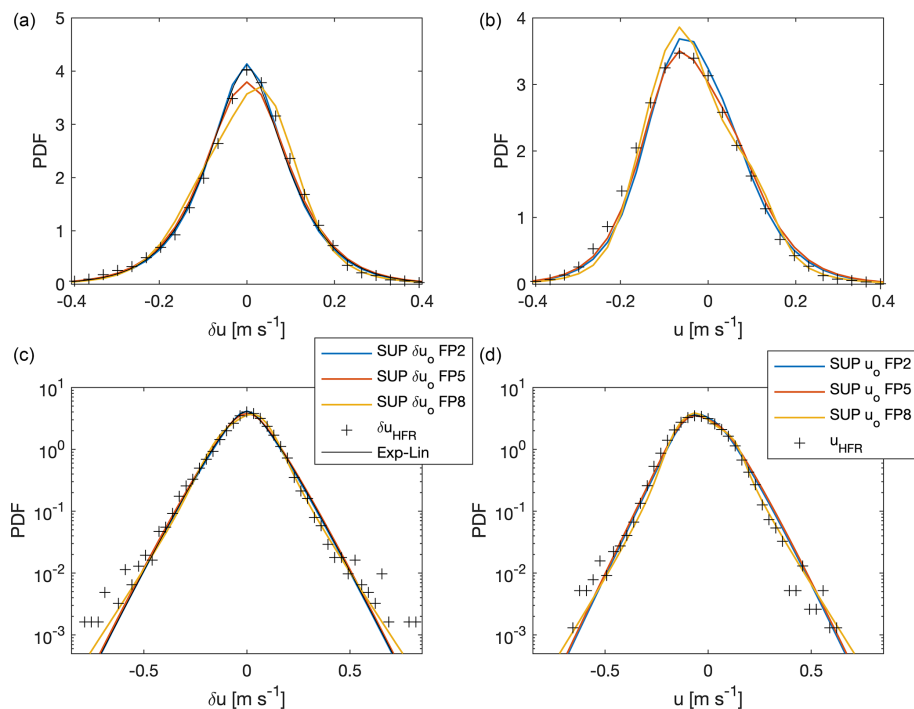 (a)
5
4
3
2
1
0
PDF
-0.4
-0.2
0
0.2
0.4
δu [m s⁻¹]
(b)
4
3
2
1
0
PDF
-0.4
-0.2
0
0.2
0.4
u [m s⁻¹]
(c)
SUP δuₒ FP2
SUP δuₒ FP5
SUP δuₒ FP8
δu_HFR
Exp-Lin
10¹
10⁰
10⁻¹
10⁻²
10⁻³
PDF
-0.5
0
0.5
δu [m s⁻¹]
(d)
SUP uₒ FP2
SUP uₒ FP5
SUP uₒ FP8
u_HFR
10¹
10⁰
10⁻¹
10⁻²
10⁻³
PDF
-0.5
0
0.5
u [m s⁻¹]